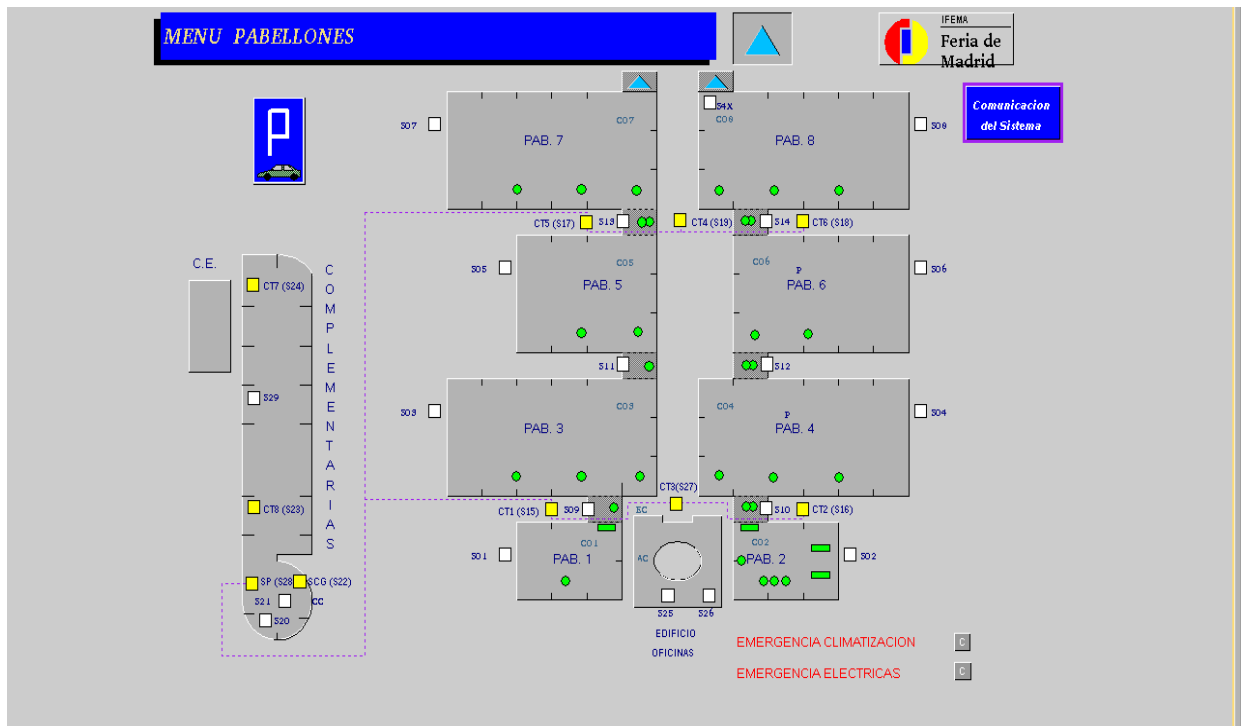 MENU PABELLONES
IFEMA
Feria de
Madrid
Comunicacion
del Sistema
P
S07
C07
PAB. 7
S4X
C08
PAB. 8
S08
CT5 (S17)
S13
CT4 (S19)
S14
CT6 (S18)
C.E.
COMPLEMENTARIAS
CT7 (S24)
S05
C05
PAB. 5
C06
P
PAB. 6
S06
S11
S12
S29
S03
C03
PAB. 3
C04
P
PAB. 4
S04
CT8 (S23)
CT1 (S15)
S09
CT3(S27)
EC
S10
CT2 (S16)
S01
C01
PAB. 1
AC
C02
PAB. 2
S02
SP (S28)
SCG (S22)
S21
CC
S20
S25
S26
EDIFICIO
OFICINAS
EMERGENCIA CLIMATIZACION
C
EMERGENCIA ELECTRICAS
C